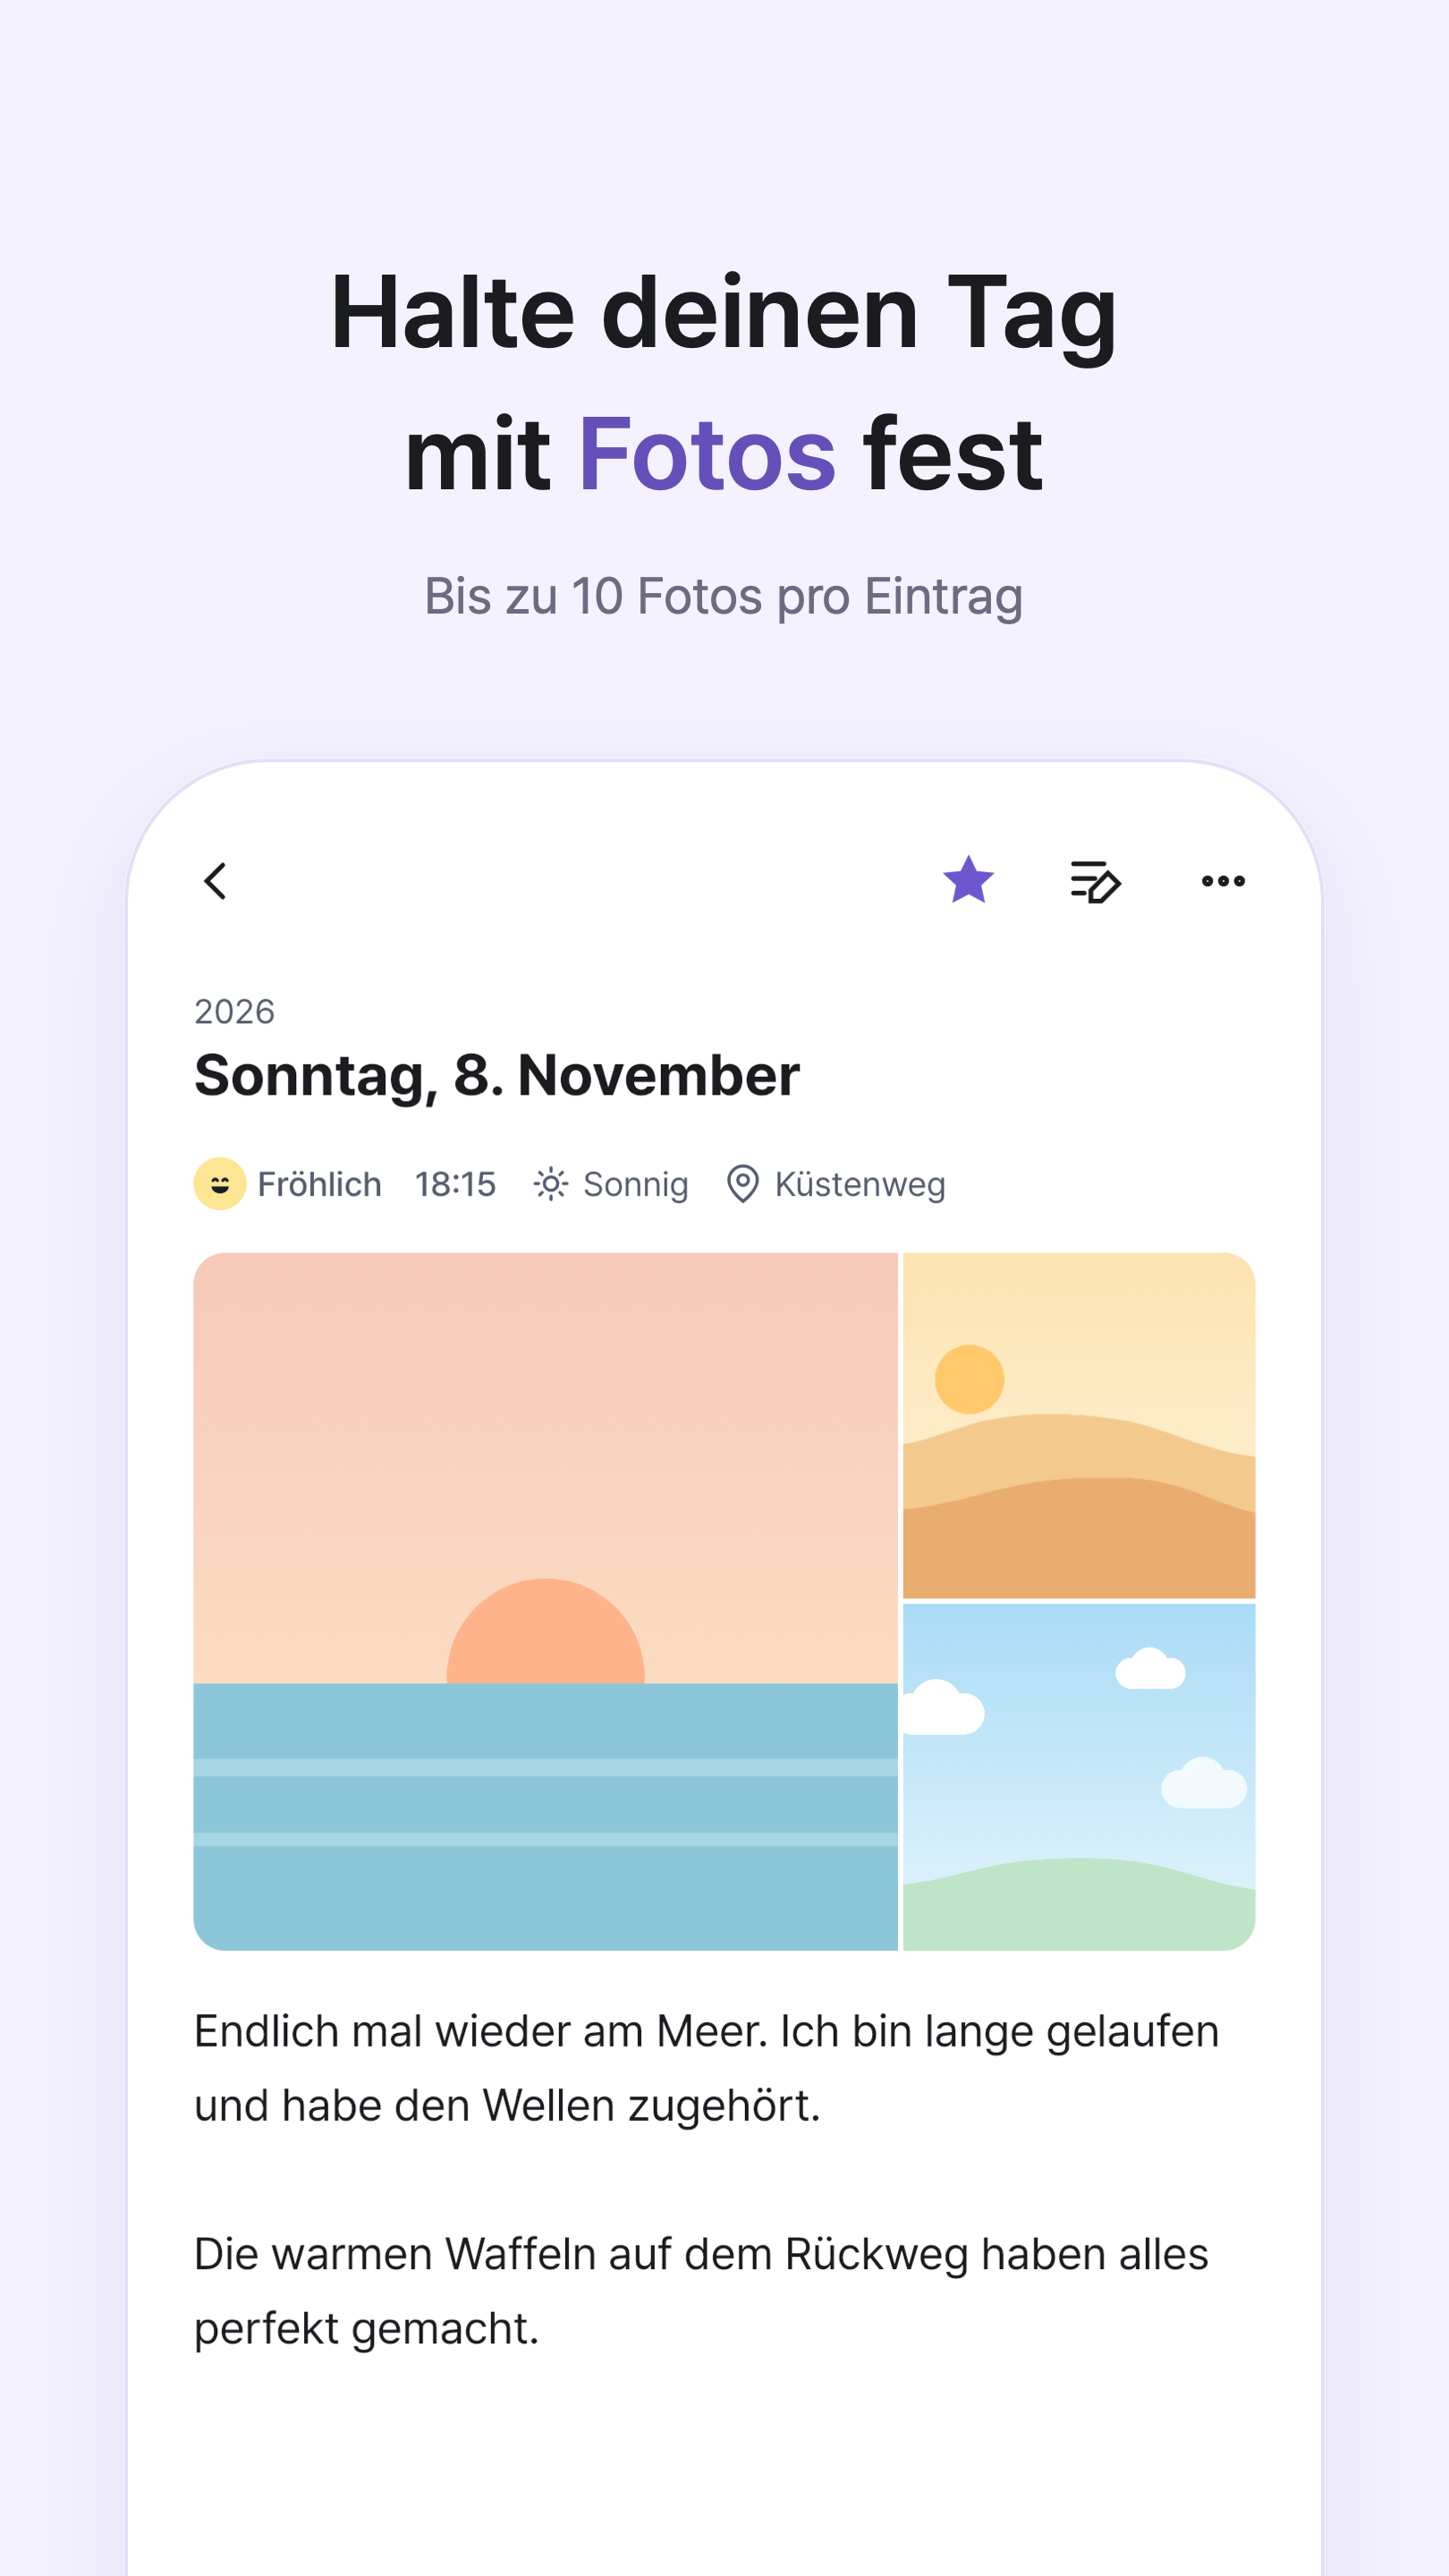 Halte deinen Tag
mit Fotos fest
Bis zu 10 Fotos pro Eintrag
2026
Sonntag, 8. November
Fröhlich 18:15 Sonnig Küstenweg
Endlich mal wieder am Meer. Ich bin lange gelaufen
und habe den Wellen zugehört.
Die warmen Waffeln auf dem Rückweg haben alles
perfekt gemacht.